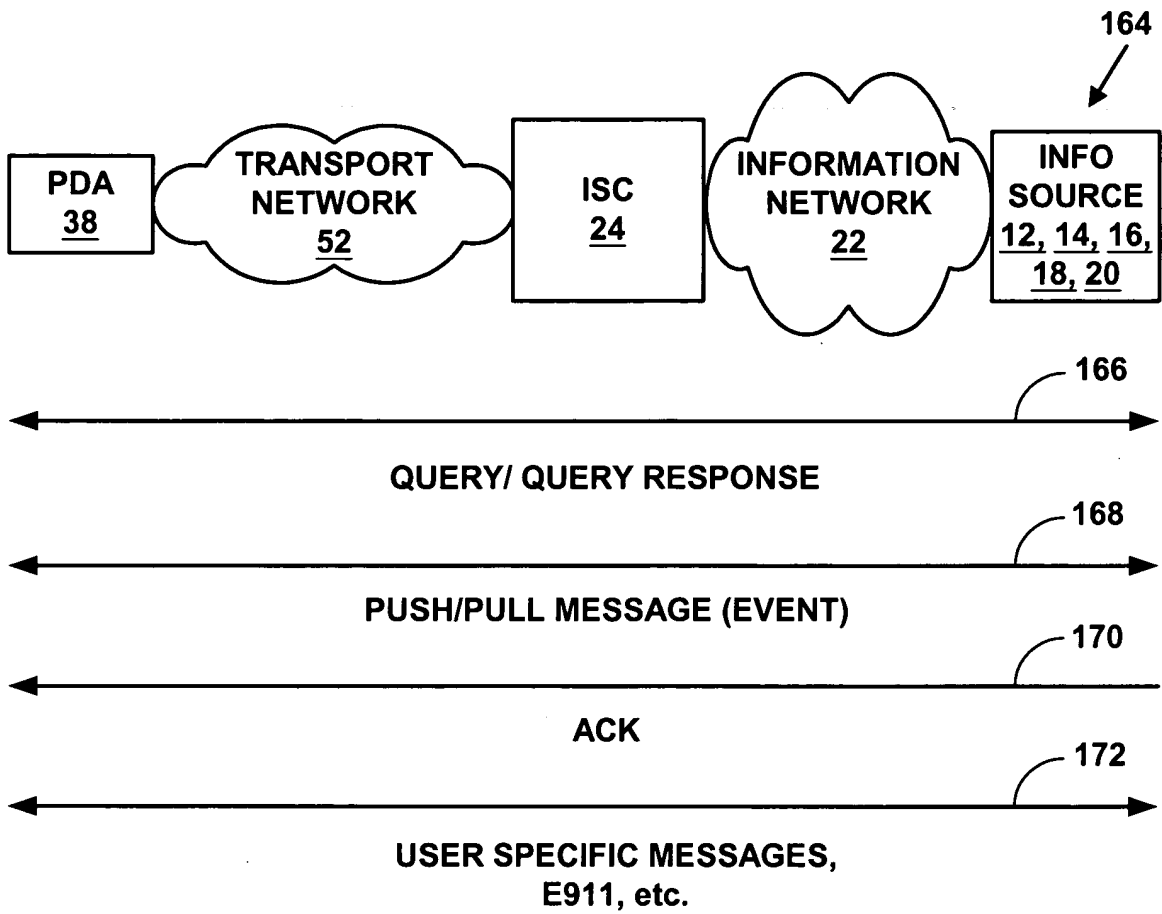 164
PDA
38
TRANSPORT
NETWORK
52
ISC
24
INFORMATION
NETWORK
22
INFO
SOURCE
12, 14, 16,
18, 20
166
QUERY/ QUERY RESPONSE
168
PUSH/PULL MESSAGE (EVENT)
170
ACK
172
USER SPECIFIC MESSAGES,
E911, etc.